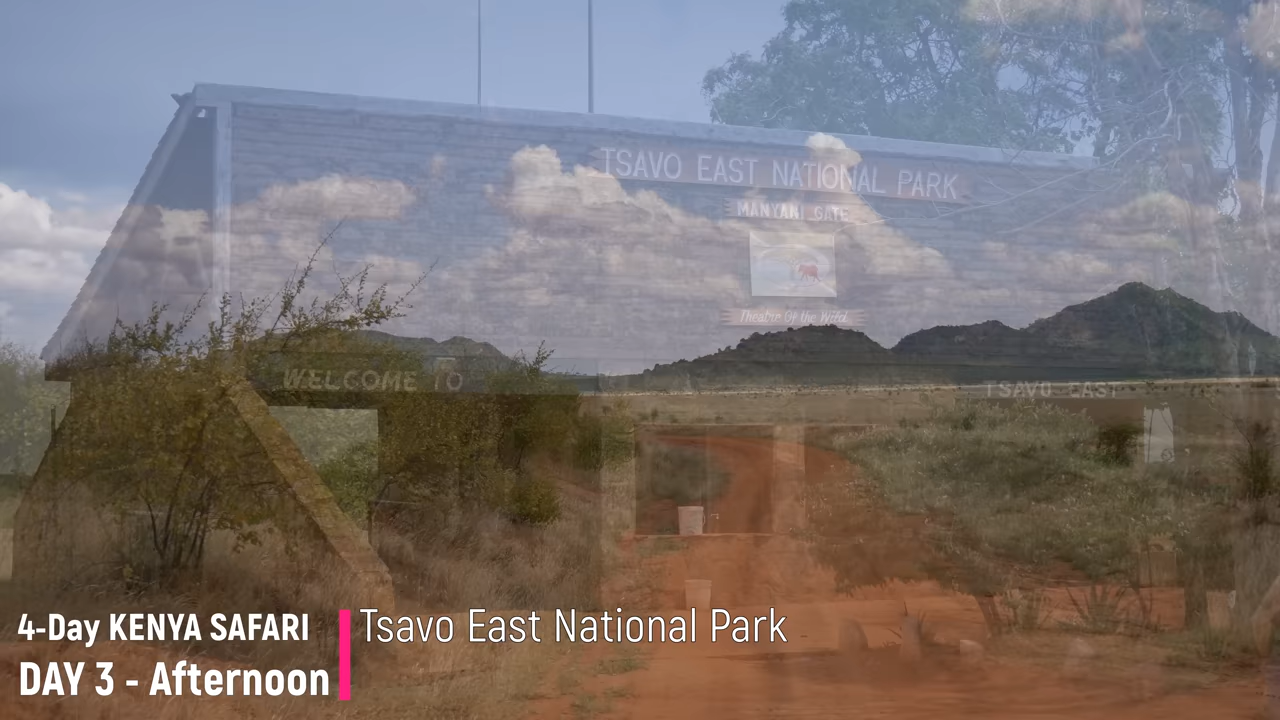 TSAVO EAST NATIONAL PARK
MANYANI GATE
Theatre Of the Wild
WELCOME TO
TSAVO EAST
4-Day KENYA SAFARI
DAY 3 - Afternoon
Tsavo East National Park